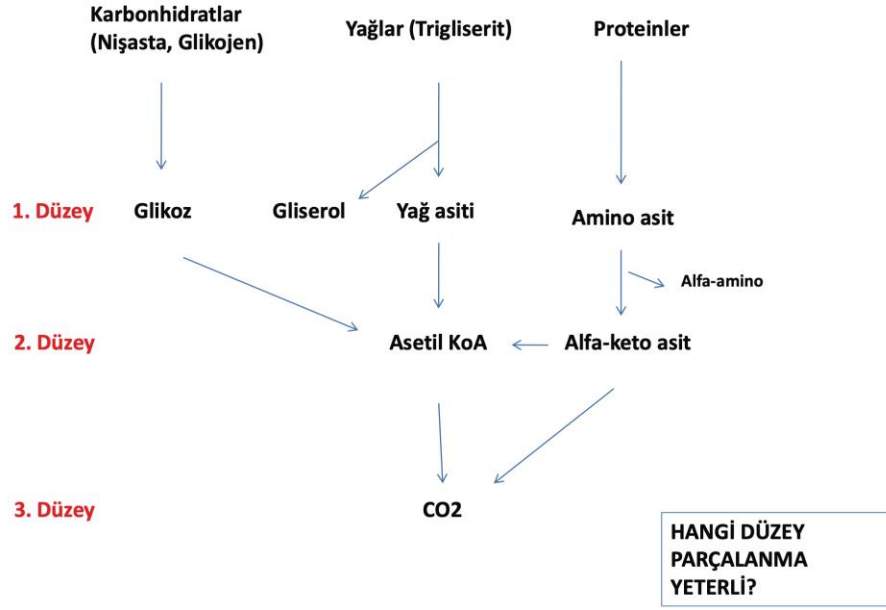 Karbonhidratlar
(Nişasta, Glikojen)
Yağlar (Trigliserit)
Proteinler
1. Düzey
Glikoz
Gliserol
Yağ asiti
Amino asit
Alfa-amino
2. Düzey
Asetil KoA
Alfa-keto asit
3. Düzey
CO2
HANGİ DÜZEY
PARÇALANMA
YETERLİ?